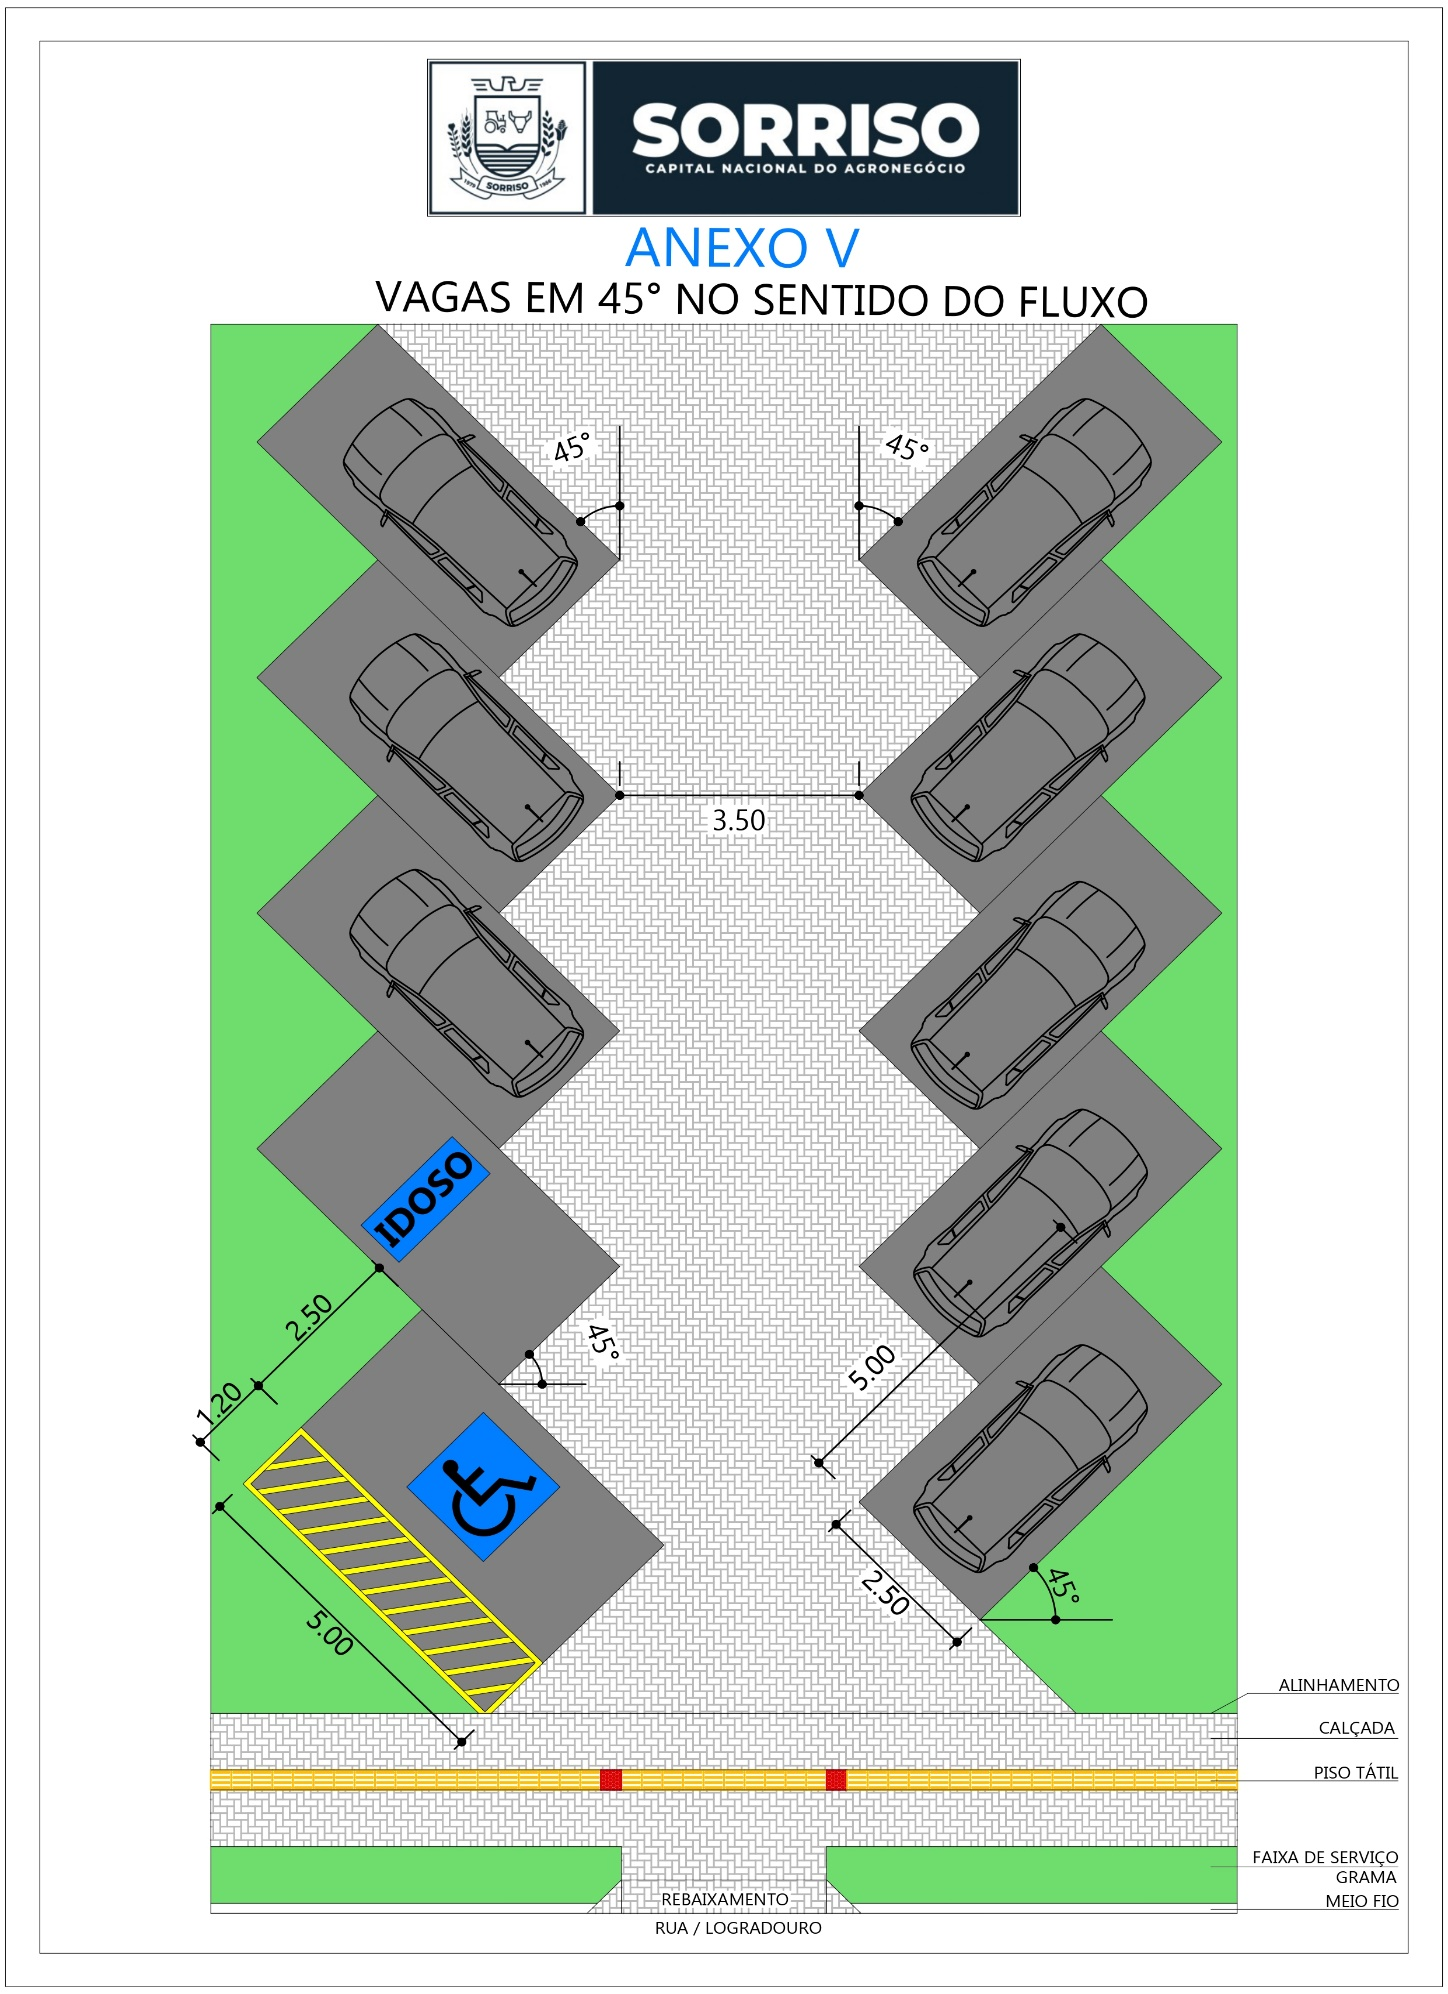 1979 SORRISO 1986
SORRISO
CAPITAL NACIONAL DO AGRONEGÓCIO
ANEXO V
VAGAS EM 45° NO SENTIDO DO FLUXO
45°
45°
3.50
IDOSO
2.50
1.20
45°
5.00
5.00
2.50
45°
ALINHAMENTO
CALÇADA
PISO TÁTIL
FAIXA DE SERVIÇO
GRAMA
MEIO FIO
REBAIXAMENTO
RUA / LOGRADOURO